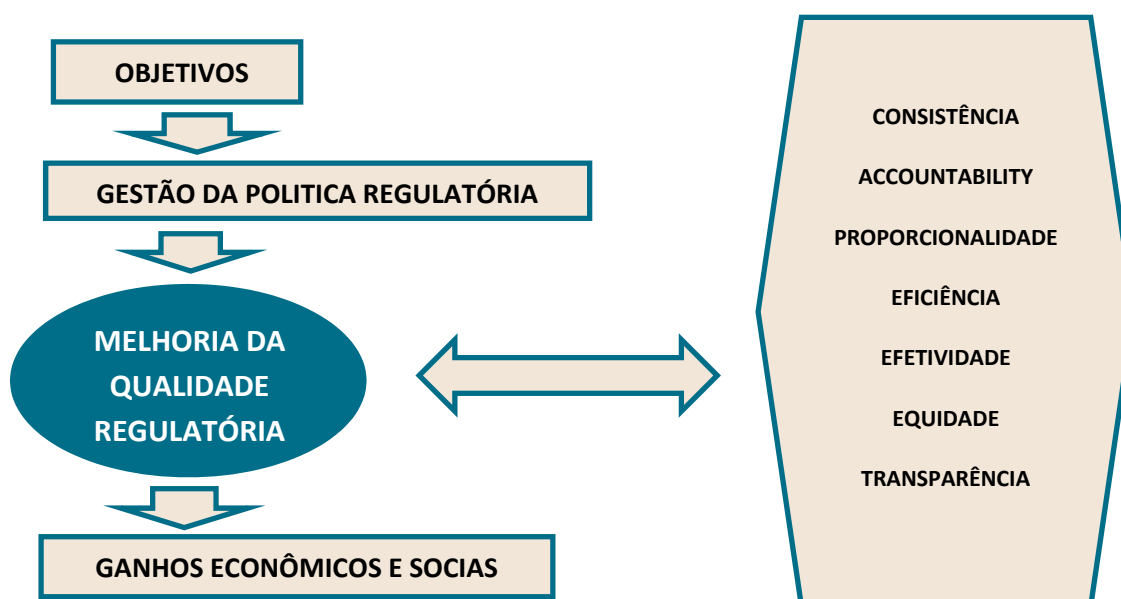 OBJETIVOS
GESTÃO DA POLITICA REGULATÓRIA
MELHORIA DA
QUALIDADE
REGULATÓRIA
GANHOS ECONÔMICOS E SOCIAS
CONSISTÊNCIA
ACCOUNTABILITY
PROPORCIONALIDADE
EFICIÊNCIA
EFETIVIDADE
EQUIDADE
TRANSPARÊNCIA